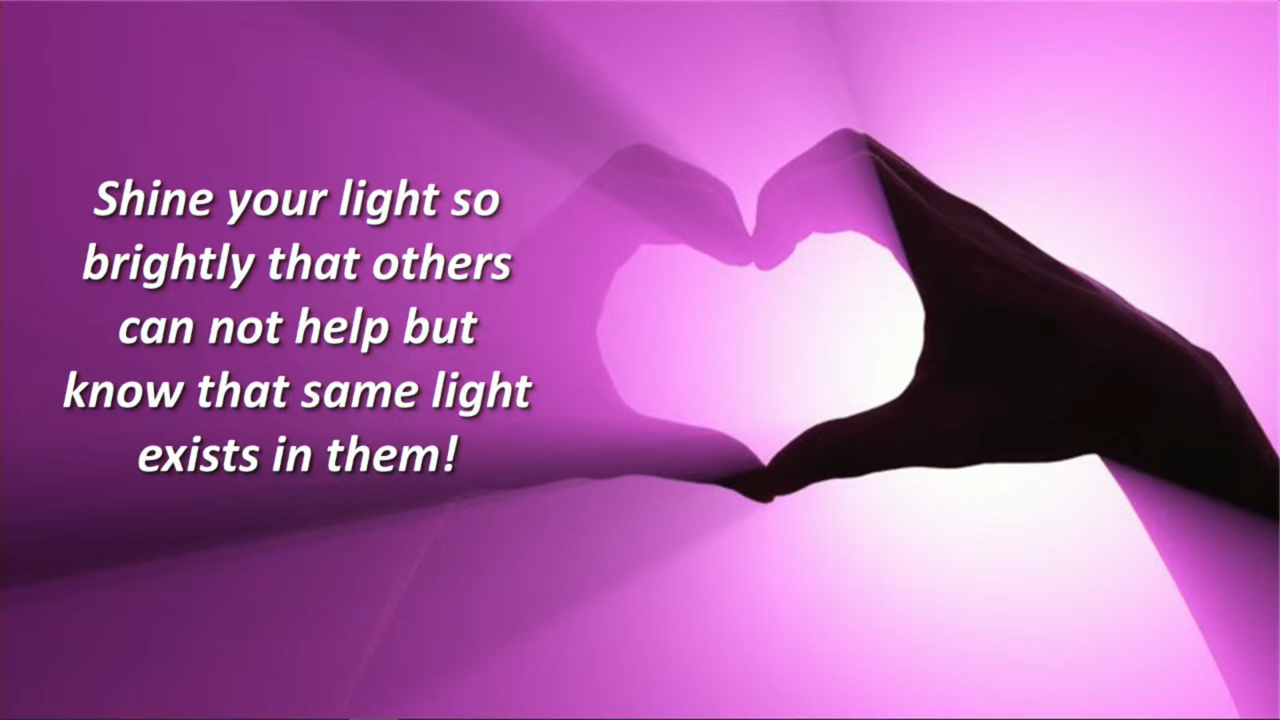 Shine your light so
brightly that others
can not help but
know that same light
exists in them!